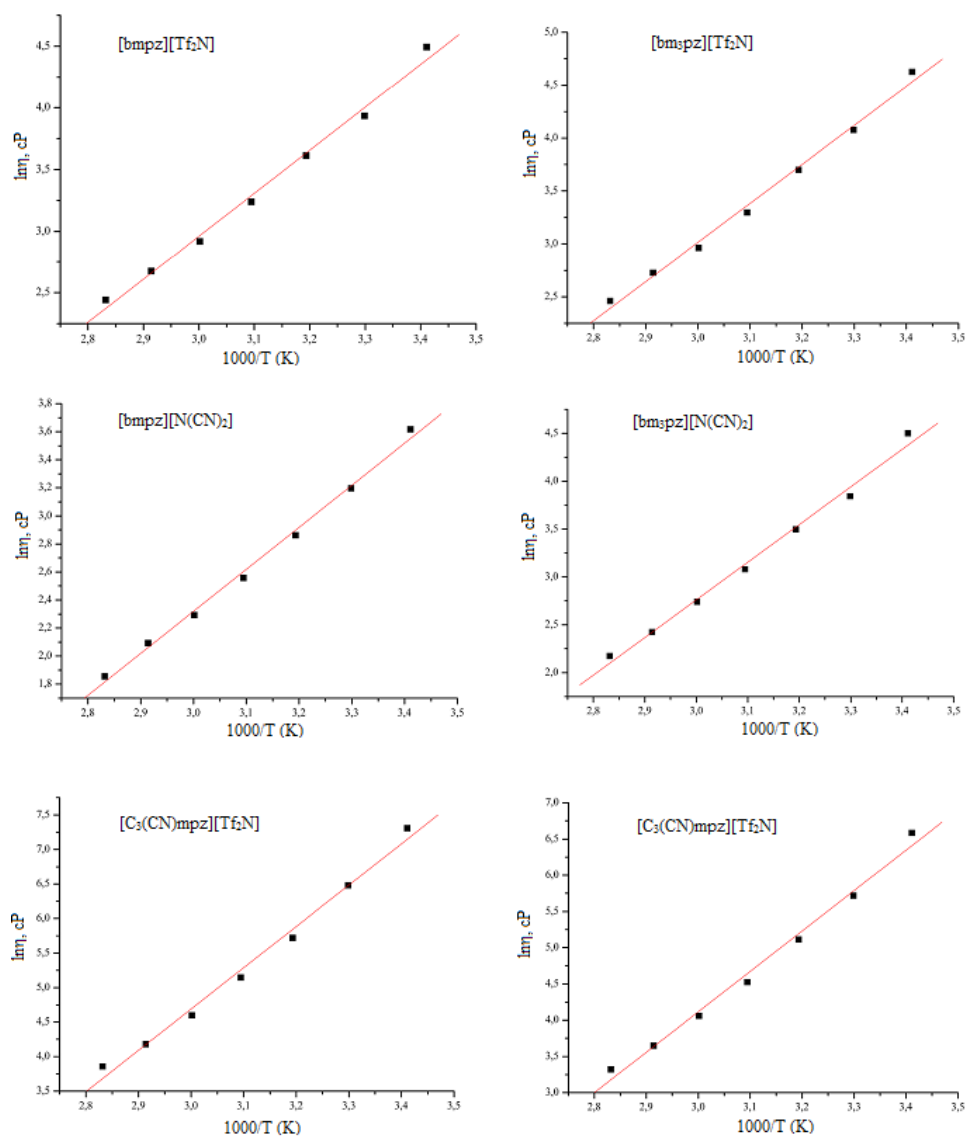 [bmpz][Tf₂N]
4,5
4,0
3,5
3,0
2,5
lnη, cP
2,8 2,9 3,0 3,1 3,2 3,3 3,4 3,5
1000/T (K)
[bm₃pz][Tf₂N]
5,0
4,5
4,0
3,5
3,0
2,5
lnη, cP
2,8 2,9 3,0 3,1 3,2 3,3 3,4 3,5
1000/T (K)
[bmpz][N(CN)₂]
3,8
3,6
3,4
3,2
3,0
2,8
2,6
2,4
2,2
2,0
1,8
lnη, cP
2,8 2,9 3,0 3,1 3,2 3,3 3,4 3,5
1000/T (K)
[bm₃pz][N(CN)₂]
4,5
4,0
3,5
3,0
2,5
2,0
lnη, cP
2,8 2,9 3,0 3,1 3,2 3,3 3,4 3,5
1000/T (K)
[C₃(CN)mpz][Tf₂N]
7,5
7,0
6,5
6,0
5,5
5,0
4,5
4,0
3,5
lnη, cP
2,8 2,9 3,0 3,1 3,2 3,3 3,4 3,5
1000/T (K)
[C₃(CN)mpz][Tf₂N]
7,0
6,5
6,0
5,5
5,0
4,5
4,0
3,5
3,0
lnη, cP
2,8 2,9 3,0 3,1 3,2 3,3 3,4 3,5
1000/T (K)